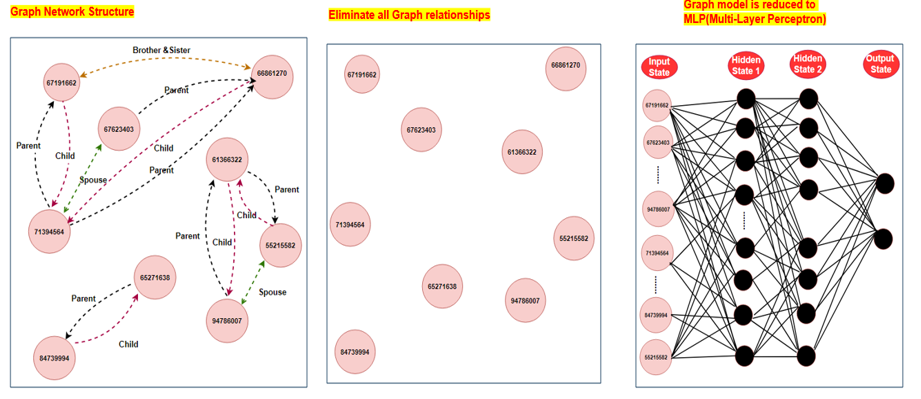 Graph Network Structure
Eliminate all Graph relationships
Graph model is reduced to
MLP(Multi-Layer Perceptron)
Brother &Sister
67191662
66861270
Parent
67623403
Parent
Child
Child
61366322
Parent
Spouse
Parent
Child
71394564
Parent
Child
55215582
65271638
Parent
Spouse
94786007
Child
84739994
67191662
66861270
67623403
61366322
71394564
55215582
65271638
94786007
84739994
Input
State
Hidden
State 1
Hidden
State 2
Output
State
67191662
67623403
94786007
71394564
84739994
55215582